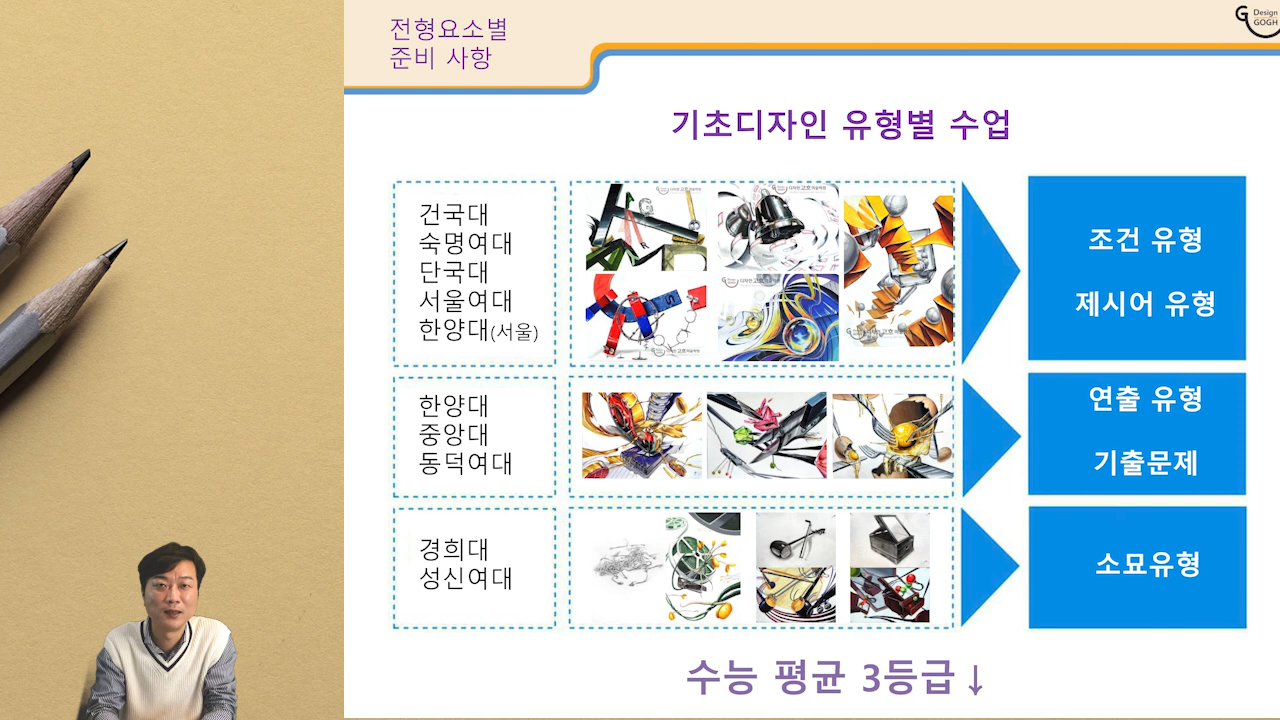 전형요소별
준비 사항
Design
GOGH
기초디자인 유형별 수업
건국대
숙명여대
단국대
서울여대
한양대(서울)
조건 유형
제시어 유형
한양대
중앙대
동덕여대
연출 유형
기출문제
경희대
성신여대
소묘유형
수능 평균 3등급↓